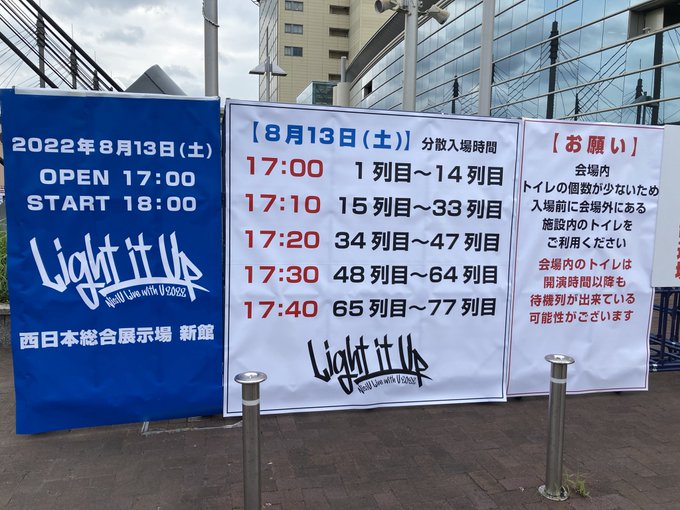 2022年8月13日(土)
OPEN 17:00
START 18:00
Light it Up
NiziU Live with U 2022
西日本総合展示場 新館
【8月13日(土)】 分散入場時間
17:00 1列目～14列目
17:10 15列目～33列目
17:20 34列目～47列目
17:30 48列目～64列目
17:40 65列目～77列目
Light it Up
NiziU Live with U 2022
【お願い】
会場内
トイレの個数が少ないため
入場前に会場外にある
施設内のトイレを
ご利用ください
会場内のトイレは
開演時間以降も
待機列が出来ている
可能性がございます